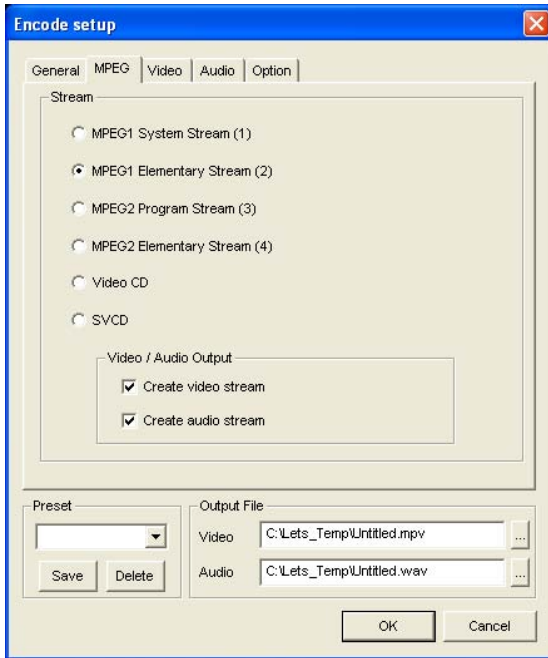 Encode setup
General MPEG Video Audio Option
Stream
MPEG1 System Stream (1)
MPEG1 Elementary Stream (2)
MPEG2 Program Stream (3)
MPEG2 Elementary Stream (4)
Video CD
SVCD
Video / Audio Output
Create video stream
Create audio stream
Preset
Save Delete
Output File
Video C:\Lets_Temp\Untitled.mpv ...
Audio C:\Lets_Temp\Untitled.wav ...
OK Cancel